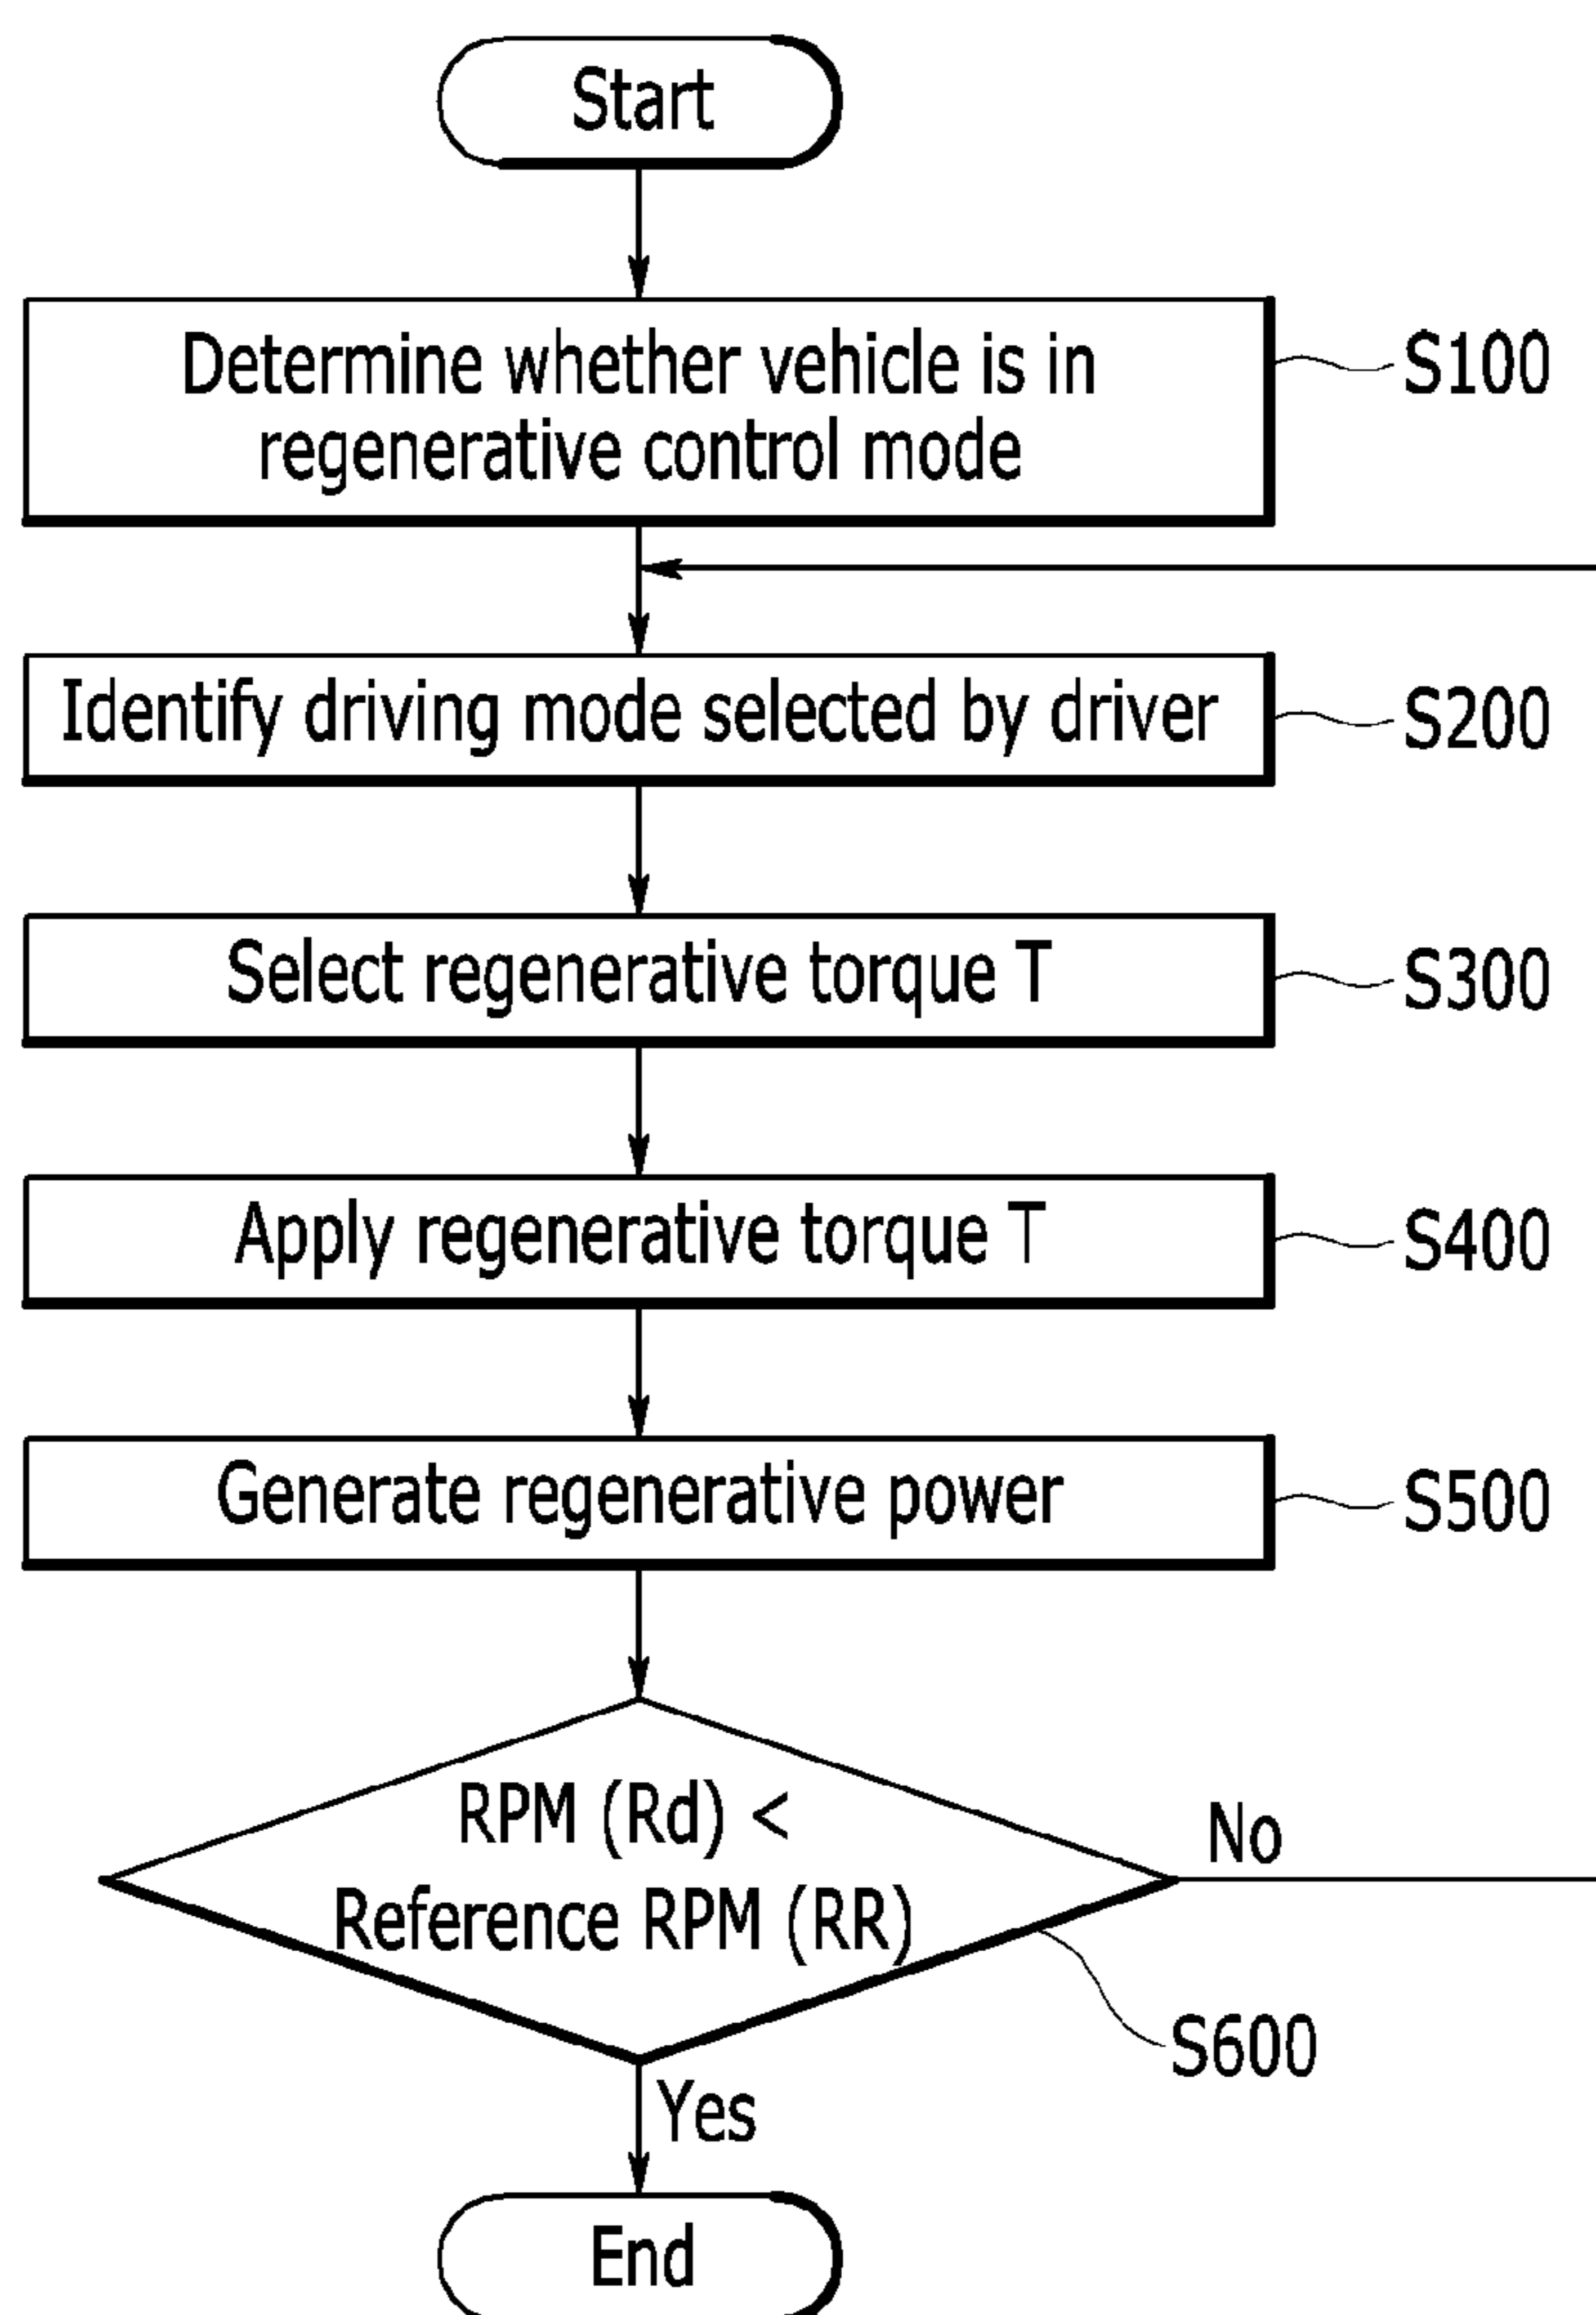 Start
Determine whether vehicle is in
regenerative control mode
S100
Identify driving mode selected by driver
S200
Select regenerative torque T
S300
Apply regenerative torque T
S400
Generate regenerative power
S500
RPM (Rd) <
Reference RPM (RR)
No
S600
Yes
End